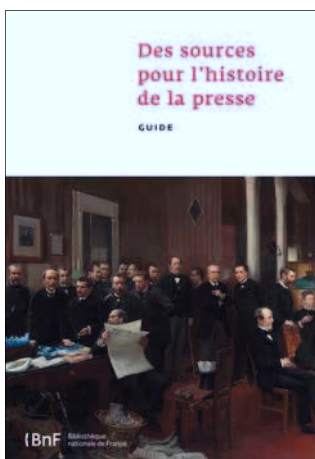 Des sources
pour l'histoire
de la presse
GUIDE
(BnF
Bibliothèque
nationale de France